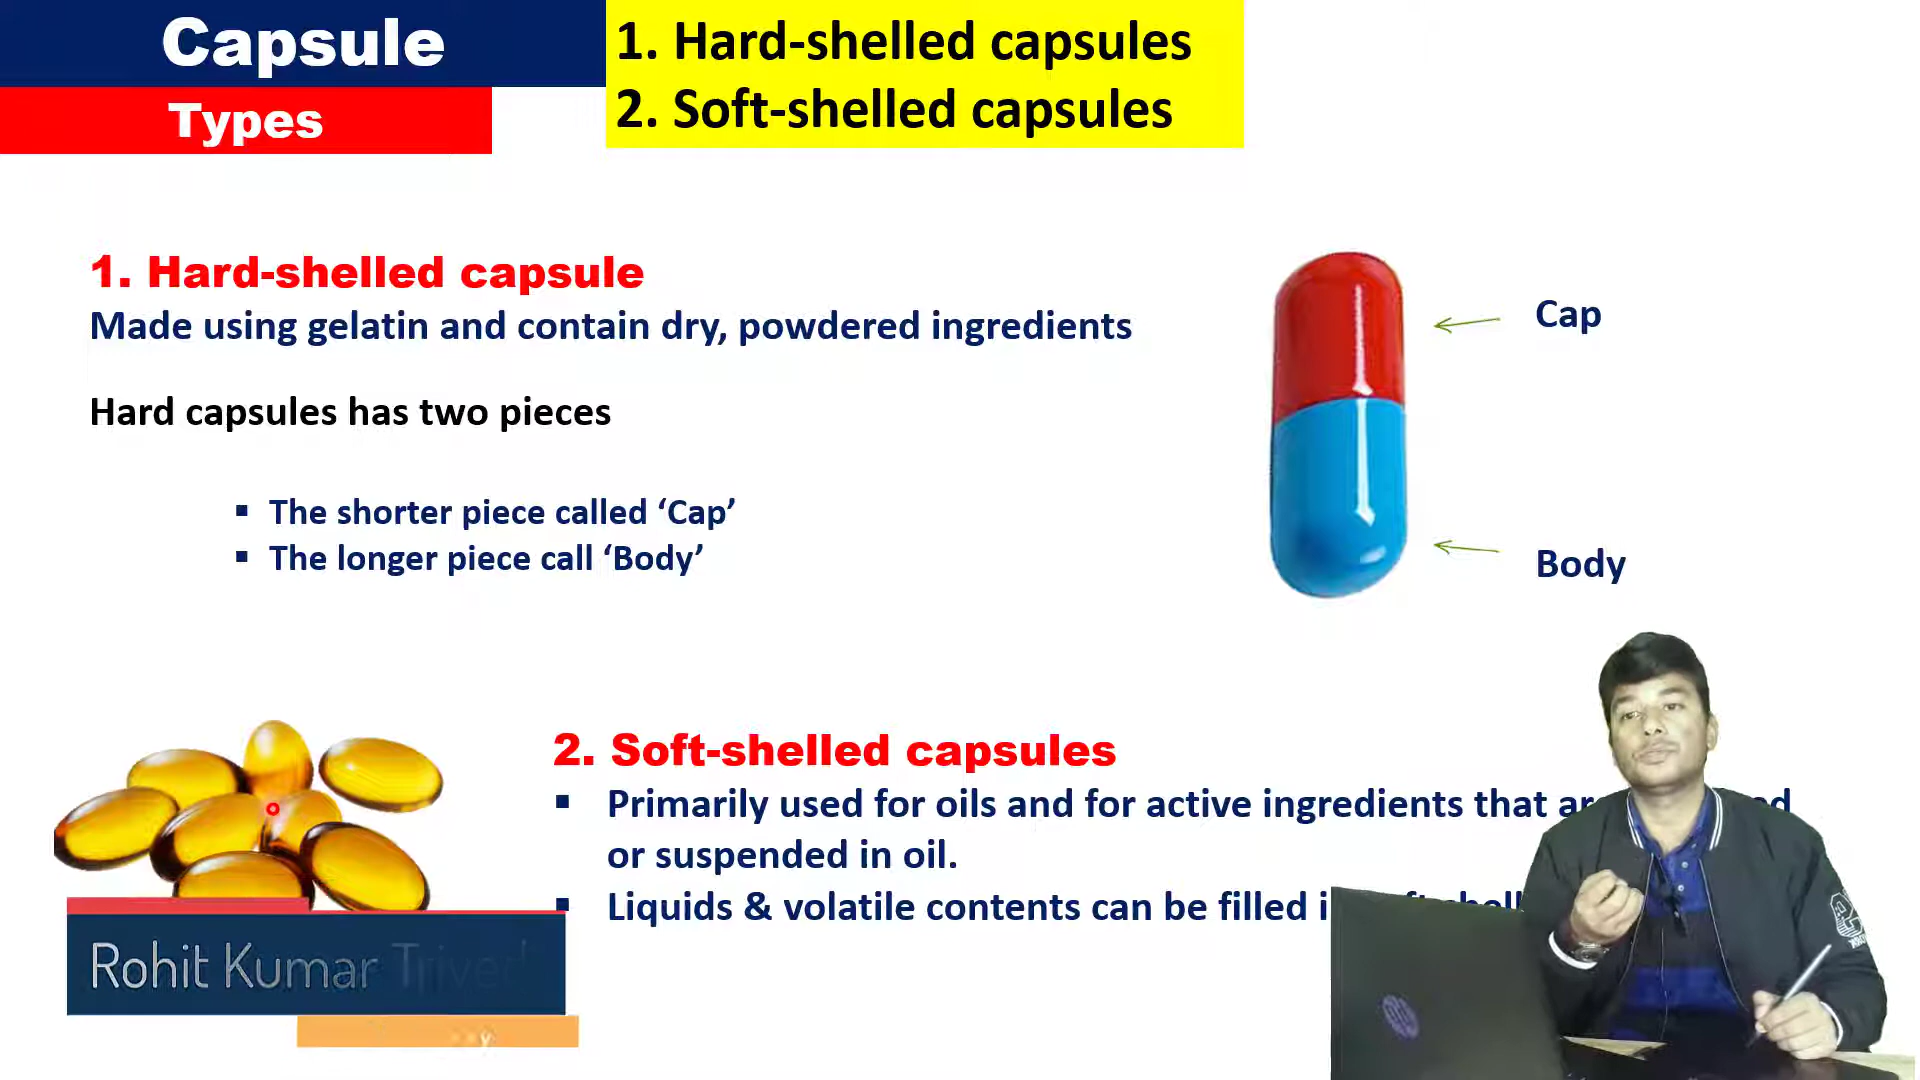 Capsule
Types
1. Hard-shelled capsules
2. Soft-shelled capsules
1. Hard-shelled capsule
Made using gelatin and contain dry, powdered ingredients
Hard capsules has two pieces
▪ The shorter piece called ‘Cap’
▪ The longer piece call ‘Body’
Cap
Body
2. Soft-shelled capsules
▪ Primarily used for oils and for active ingredients that
or suspended in oil.
▪ Liquids & volatile contents can be filled
Rohit Kumar